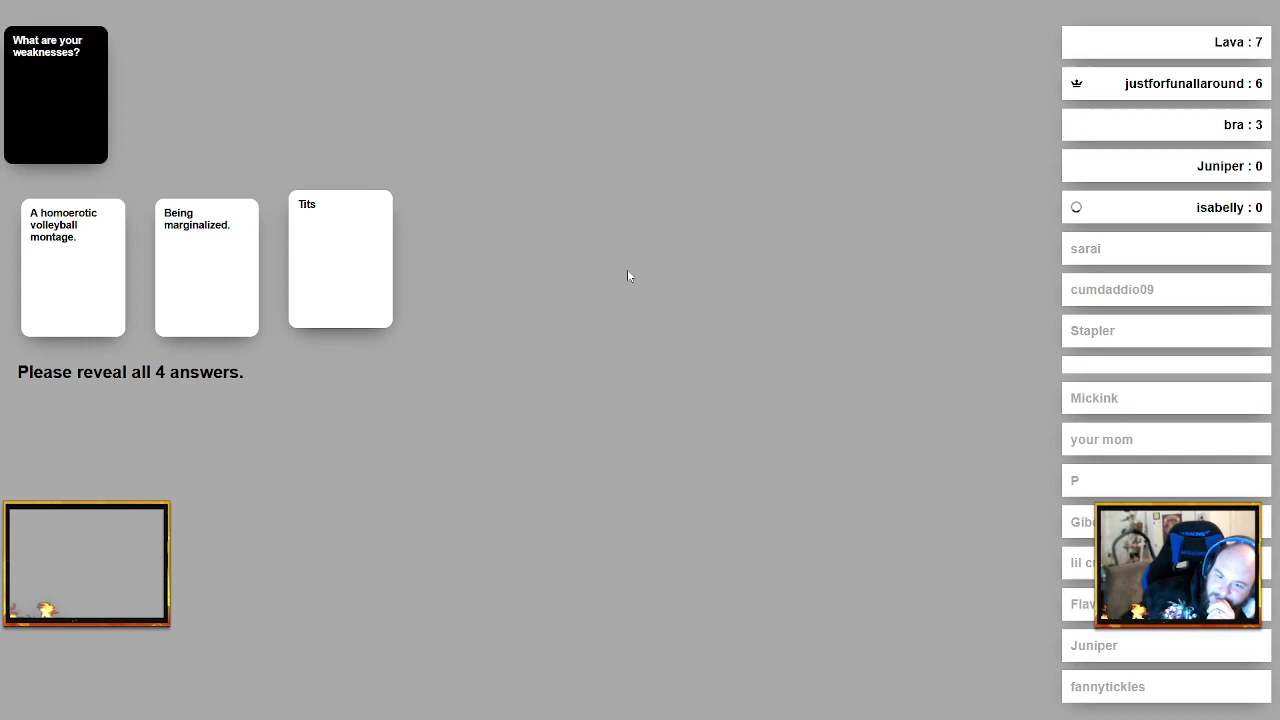 What are your
weaknesses?
A homoerotic
volleyball
montage.
Being
marginalized.
Tits
Please reveal all 4 answers.
Lava : 7
justforfunallaround : 6
bra : 3
Juniper : 0
isabelly : 0
sarai
cumdaddio09
Stapler
Mickink
your mom
P
Juniper
fannytickles